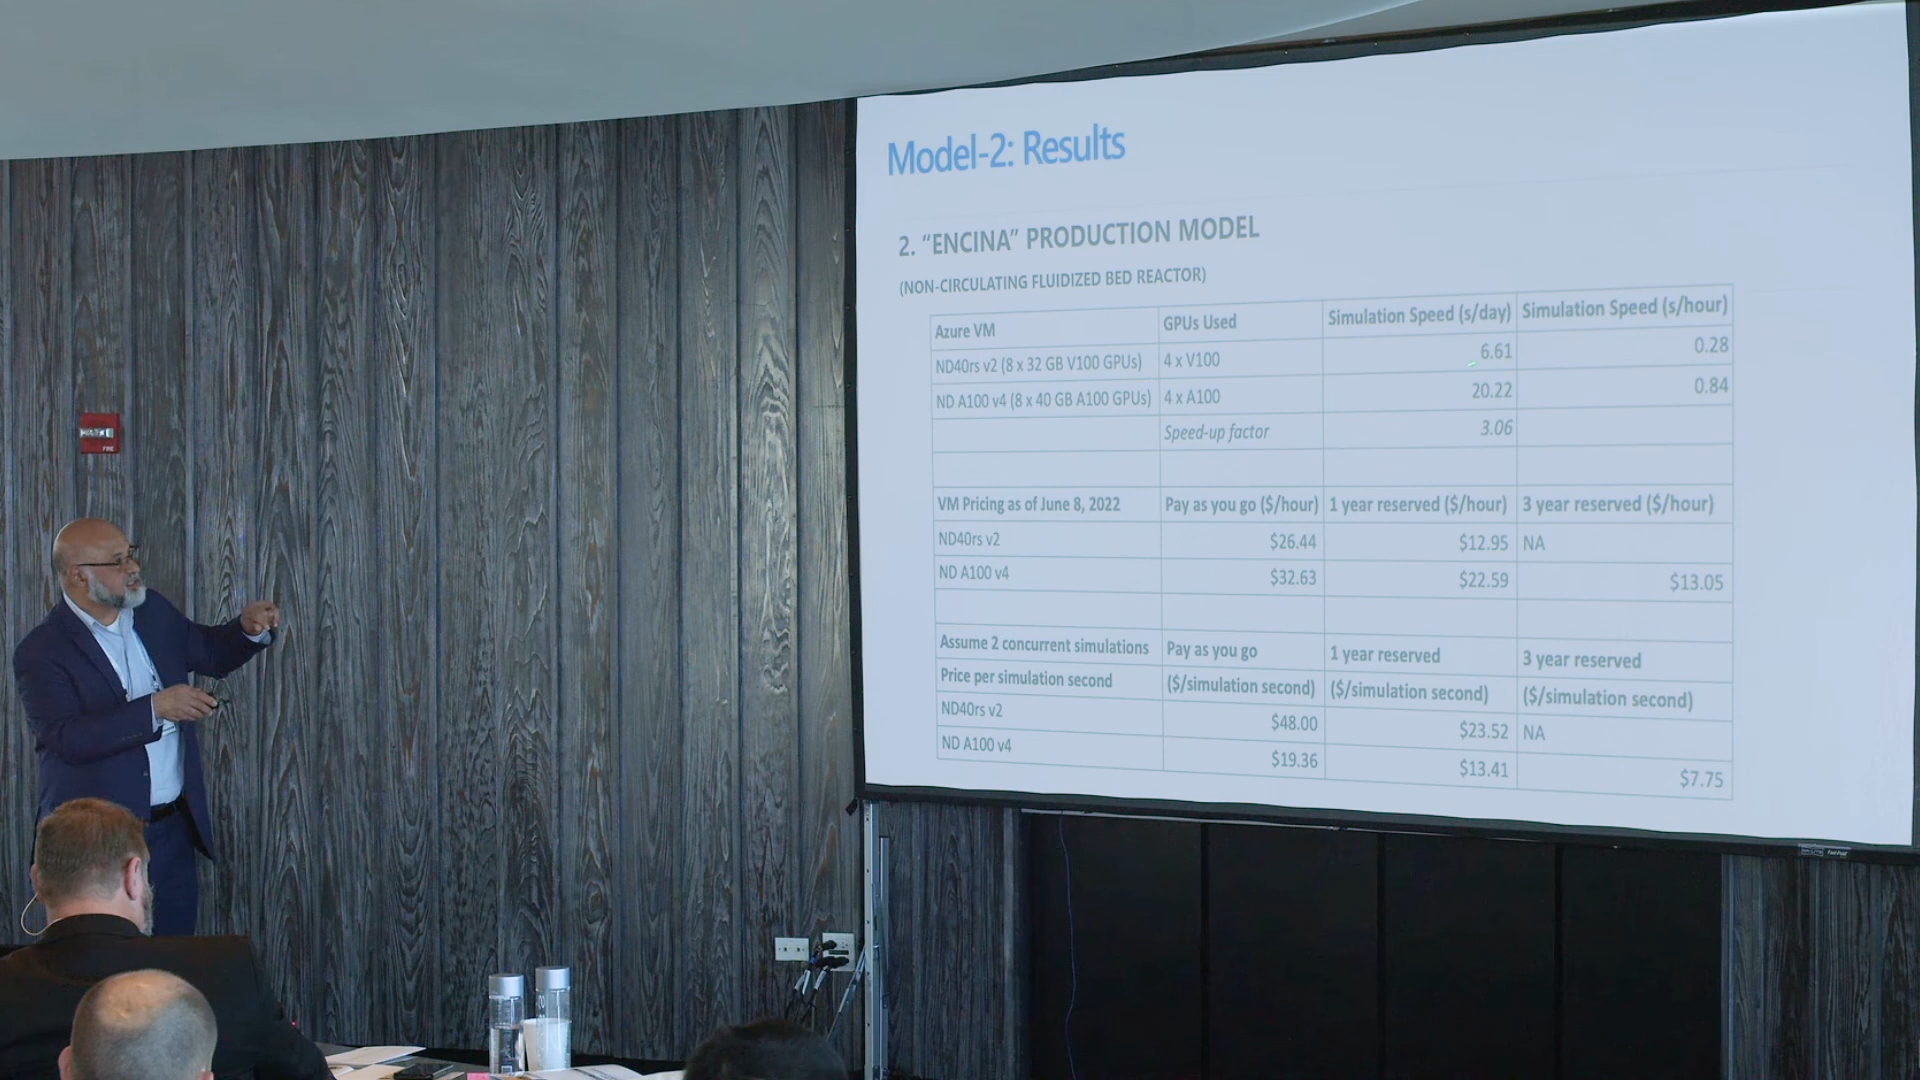 Model-2: Results
2. “ENCINA” PRODUCTION MODEL
(NON-CIRCULATING FLUIDIZED BED REACTOR)
Azure VM GPUs Used Simulation Speed (s/day) Simulation Speed (s/hour)
ND40rs v2 (8 x 32 GB V100 GPUs) 4 x V100 6.61 0.28
ND A100 v4 (8 x 40 GB A100 GPUs) 4 x A100 20.22 0.84
Speed-up factor 3.06
VM Pricing as of June 8, 2022 Pay as you go ($/hour) 1 year reserved ($/hour) 3 year reserved ($/hour)
ND40rs v2 $26.44 $12.95 NA
ND A100 v4 $32.63 $22.59 $13.05
Assume 2 concurrent simulations Pay as you go 1 year reserved 3 year reserved
Price per simulation second ($/simulation second) ($/simulation second) ($/simulation second)
ND40rs v2 $48.00 $23.52 NA
ND A100 v4 $19.36 $13.41 $7.75
FIRE